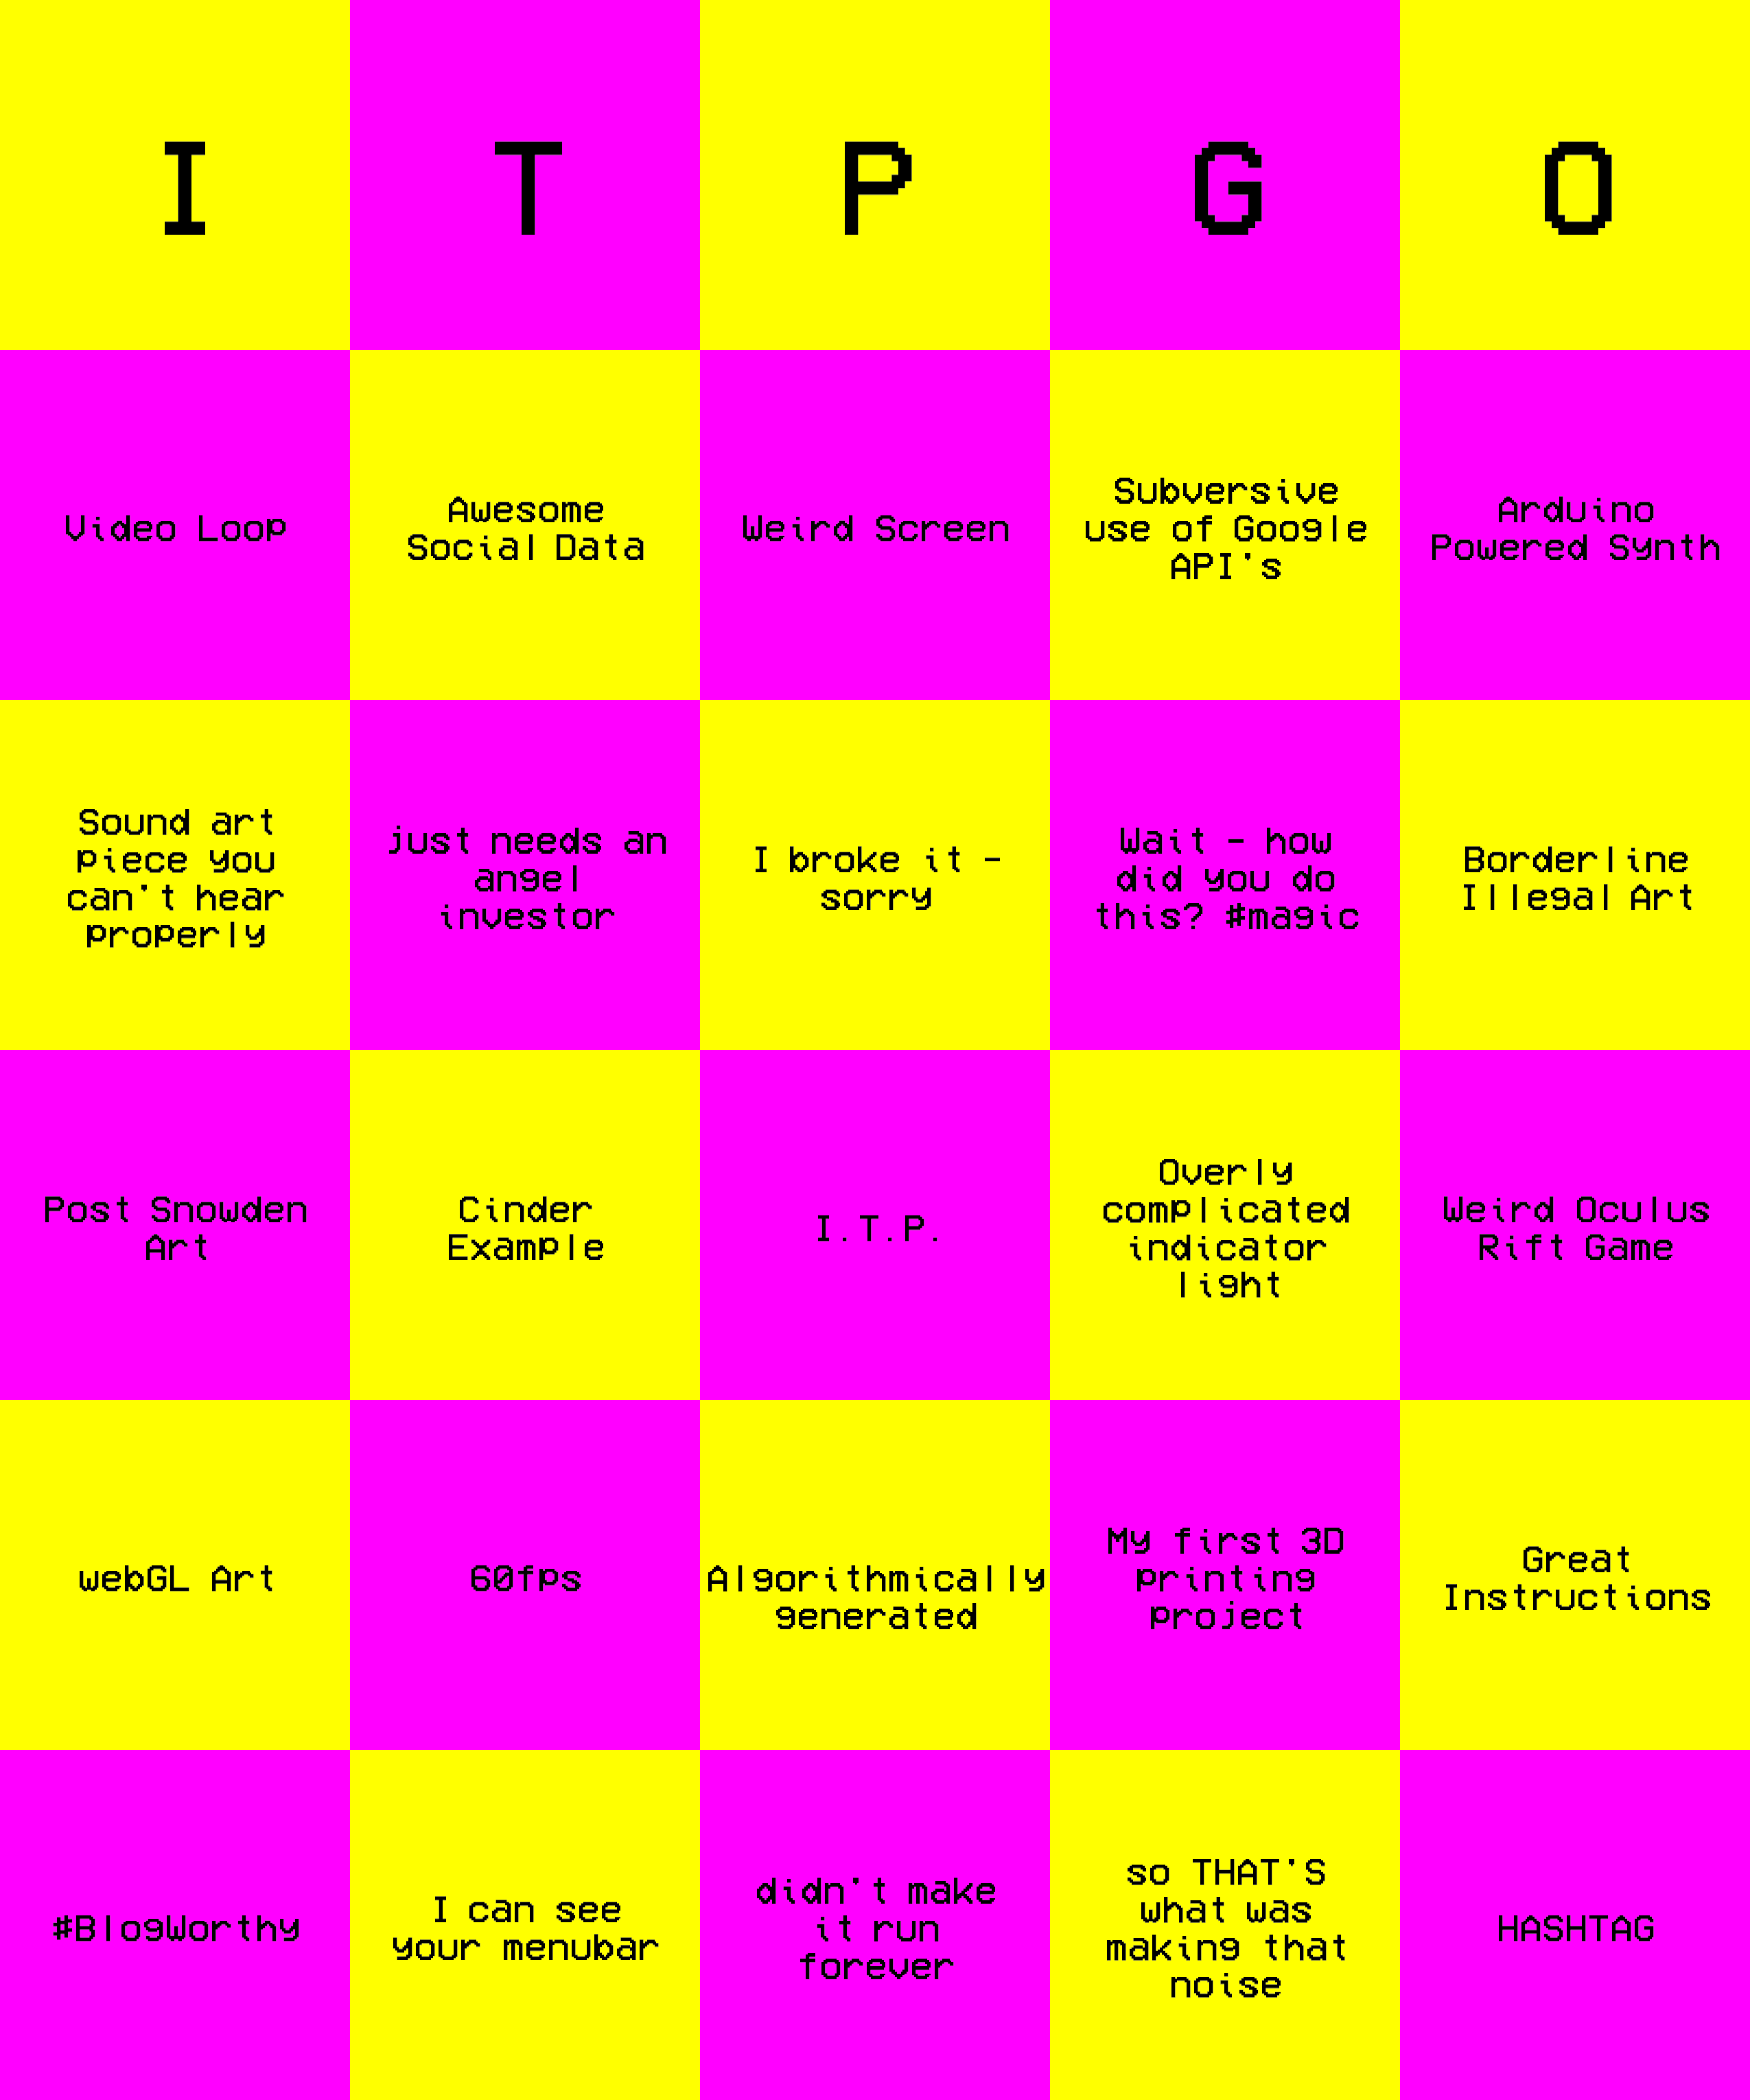 I T P G O
Video Loop
Awesome
Social Data
Weird Screen
Subversive
use of Google
API's
Arduino
Powered Synth
Sound art
piece you
can't hear
properly
just needs an
angel
investor
I broke it -
sorry
Wait - how
did you do
this? #magic
Borderline
Illegal Art
Post Snowden
Art
Cinder
Example
I.T.P.
Overly
complicated
indicator
light
Weird Oculus
Rift Game
webGL Art
60fps
Algorithmically
generated
My first 3D
printing
project
Great
Instructions
#BlogWorthy
I can see
your menubar
didn't make
it run
forever
so THAT'S
what was
making that
noise
HASHTAG